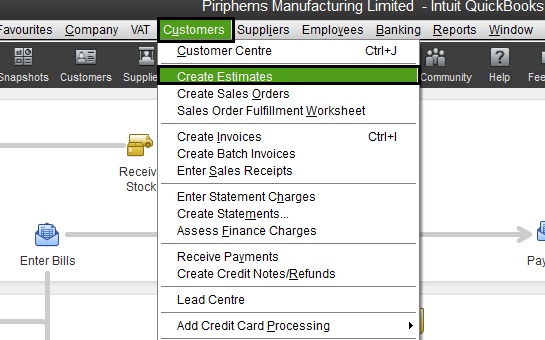 Piriphems Manufacturing Limited - Intuit QuickBooks
Favourites Company VAT Customers Suppliers Employees Banking Reports Window
Snapshots Customers Supplie Community Help Fee
Customer Centre Ctrl+J
Create Estimates
Create Sales Orders
Sales Order Fulfillment Worksheet
Create Invoices Ctrl+I
Create Batch Invoices
Enter Sales Receipts
Enter Statement Charges
Create Statements...
Assess Finance Charges
Receive Payments
Create Credit Notes/Refunds
Lead Centre
Add Credit Card Processing
Receiv
Stock
Enter Bills
Pay